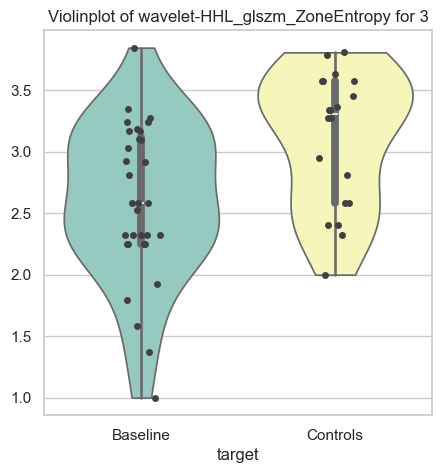 Violinplot of wavelet-HHL_glszm_ZoneEntropy for 3
3.5
3.0
2.5
2.0
1.5
1.0
Baseline Controls
target